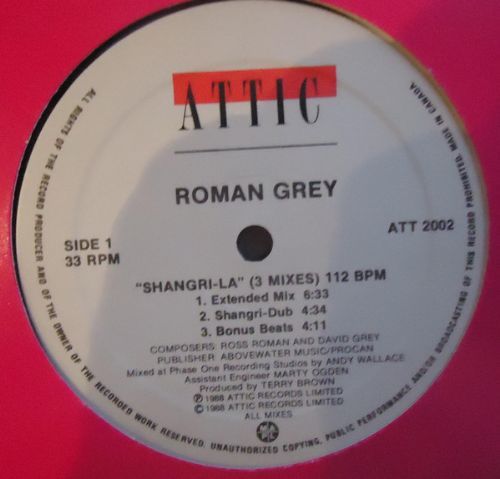 ATTIC
ROMAN GREY
SIDE 1
33 RPM
ATT 2002
"SHANGRI-LA" (3 MIXES) 112 BPM
1. Extended Mix 6:33
2. Shangri-Dub 4:34
3. Bonus Beats 4:11
COMPOSERS: ROSS ROMAN AND DAVID GREY
PUBLISHER: ABOVEWATER MUSIC/PROCAN
Mixed at Phase One Recording Studios by ANDY WALLACE
Assistant Engineer MARTY OGDEN
Produced by TERRY BROWN
℗ 1988 ATTIC RECORDS LIMITED
© 1988 ATTIC RECORDS LIMITED
ALL MIXES
ALL RIGHTS OF THE RECORD PRODUCER AND OF THE OWNER OF THE RECORDED WORK RESERVED. UNAUTHORIZED COPYING, PUBLIC PERFORMANCE AND/OR BROADCASTING OF THIS RECORD PROHIBITED. MADE IN CANADA.